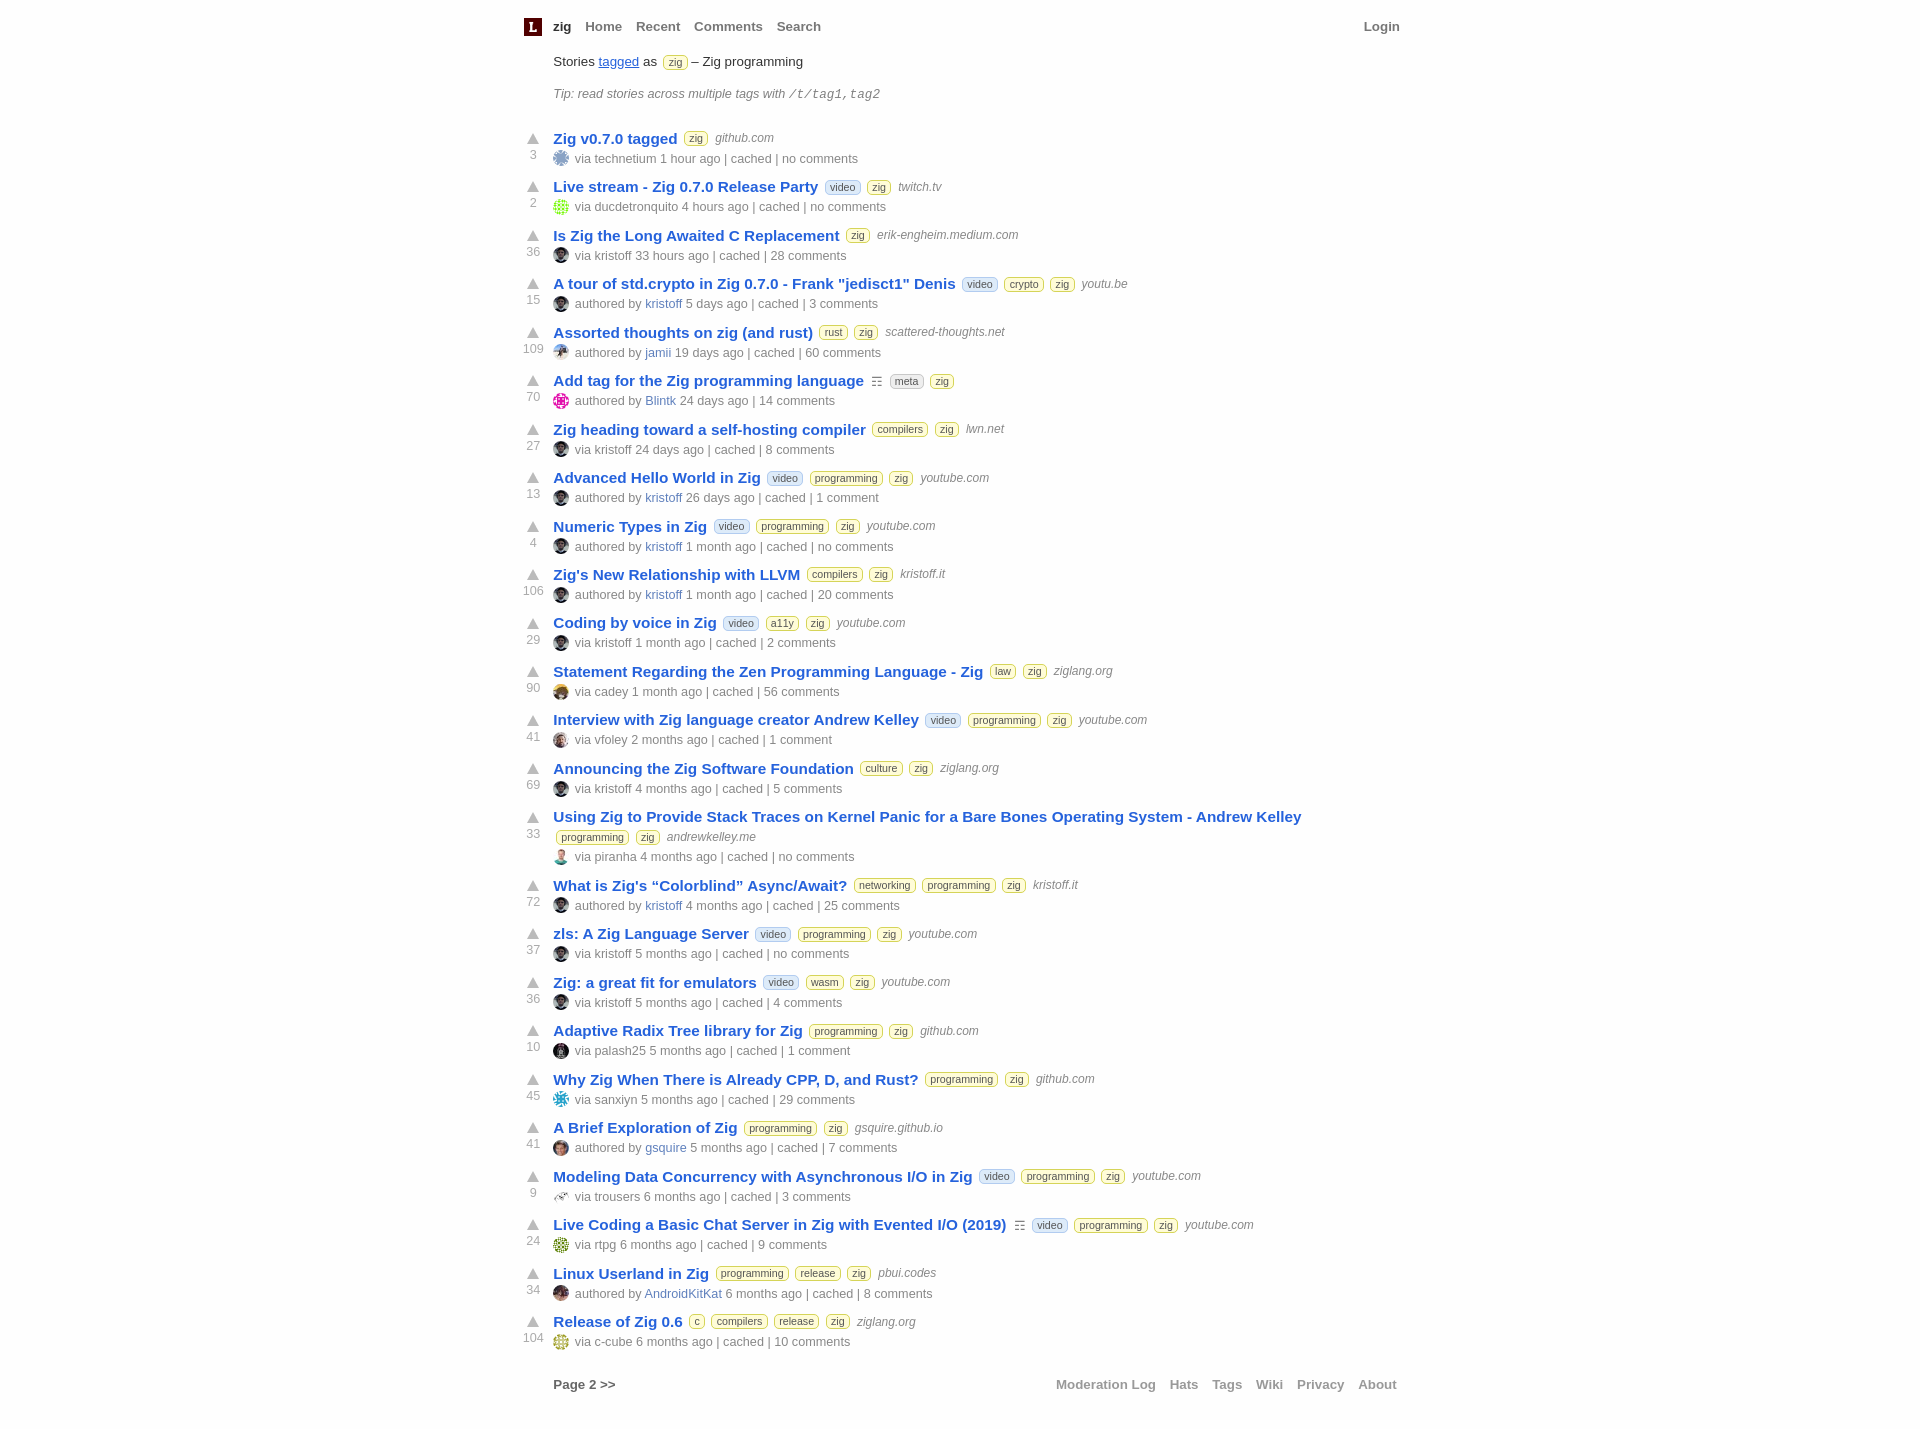 L zig Home Recent Comments Search Login
Stories tagged as zig – Zig programming
Tip: read stories across multiple tags with /t/tag1,tag2
Zig v0.7.0 tagged zig github.com
3 via technetium 1 hour ago | cached | no comments
Live stream - Zig 0.7.0 Release Party video zig twitch.tv
2 via ducdetronquito 4 hours ago | cached | no comments
Is Zig the Long Awaited C Replacement zig erik-engheim.medium.com
36 via kristoff 33 hours ago | cached | 28 comments
A tour of std.crypto in Zig 0.7.0 - Frank "jedisct1" Denis video crypto zig youtu.be
15 authored by kristoff 5 days ago | cached | 3 comments
Assorted thoughts on zig (and rust) rust zig scattered-thoughts.net
109 authored by jamii 19 days ago | cached | 60 comments
Add tag for the Zig programming language ☶ meta zig
70 authored by Blintk 24 days ago | 14 comments
Zig heading toward a self-hosting compiler compilers zig lwn.net
27 via kristoff 24 days ago | cached | 8 comments
Advanced Hello World in Zig video programming zig youtube.com
13 authored by kristoff 26 days ago | cached | 1 comment
Numeric Types in Zig video programming zig youtube.com
4 authored by kristoff 1 month ago | cached | no comments
Zig's New Relationship with LLVM compilers zig kristoff.it
106 authored by kristoff 1 month ago | cached | 20 comments
Coding by voice in Zig video a11y zig youtube.com
29 via kristoff 1 month ago | cached | 2 comments
Statement Regarding the Zen Programming Language - Zig law zig ziglang.org
90 via cadey 1 month ago | cached | 56 comments
Interview with Zig language creator Andrew Kelley video programming zig youtube.com
41 via vfoley 2 months ago | cached | 1 comment
Announcing the Zig Software Foundation culture zig ziglang.org
69 via kristoff 4 months ago | cached | 5 comments
Using Zig to Provide Stack Traces on Kernel Panic for a Bare Bones Operating System - Andrew Kelley
33 programming zig andrewkelley.me
via piranha 4 months ago | cached | no comments
What is Zig's “Colorblind” Async/Await? networking programming zig kristoff.it
72 authored by kristoff 4 months ago | cached | 25 comments
zls: A Zig Language Server video programming zig youtube.com
37 via kristoff 5 months ago | cached | no comments
Zig: a great fit for emulators video wasm zig youtube.com
36 via kristoff 5 months ago | cached | 4 comments
Adaptive Radix Tree library for Zig programming zig github.com
10 via palash25 5 months ago | cached | 1 comment
Why Zig When There is Already CPP, D, and Rust? programming zig github.com
45 via sanxiyn 5 months ago | cached | 29 comments
A Brief Exploration of Zig programming zig gsquire.github.io
41 authored by gsquire 5 months ago | cached | 7 comments
Modeling Data Concurrency with Asynchronous I/O in Zig video programming zig youtube.com
9 via trousers 6 months ago | cached | 3 comments
Live Coding a Basic Chat Server in Zig with Evented I/O (2019) ☶ video programming zig youtube.com
24 via rtpg 6 months ago | cached | 9 comments
Linux Userland in Zig programming release zig pbui.codes
34 authored by AndroidKitKat 6 months ago | cached | 8 comments
Release of Zig 0.6 c compilers release zig ziglang.org
104 via c-cube 6 months ago | cached | 10 comments
Page 2 >> Moderation Log Hats Tags Wiki Privacy About